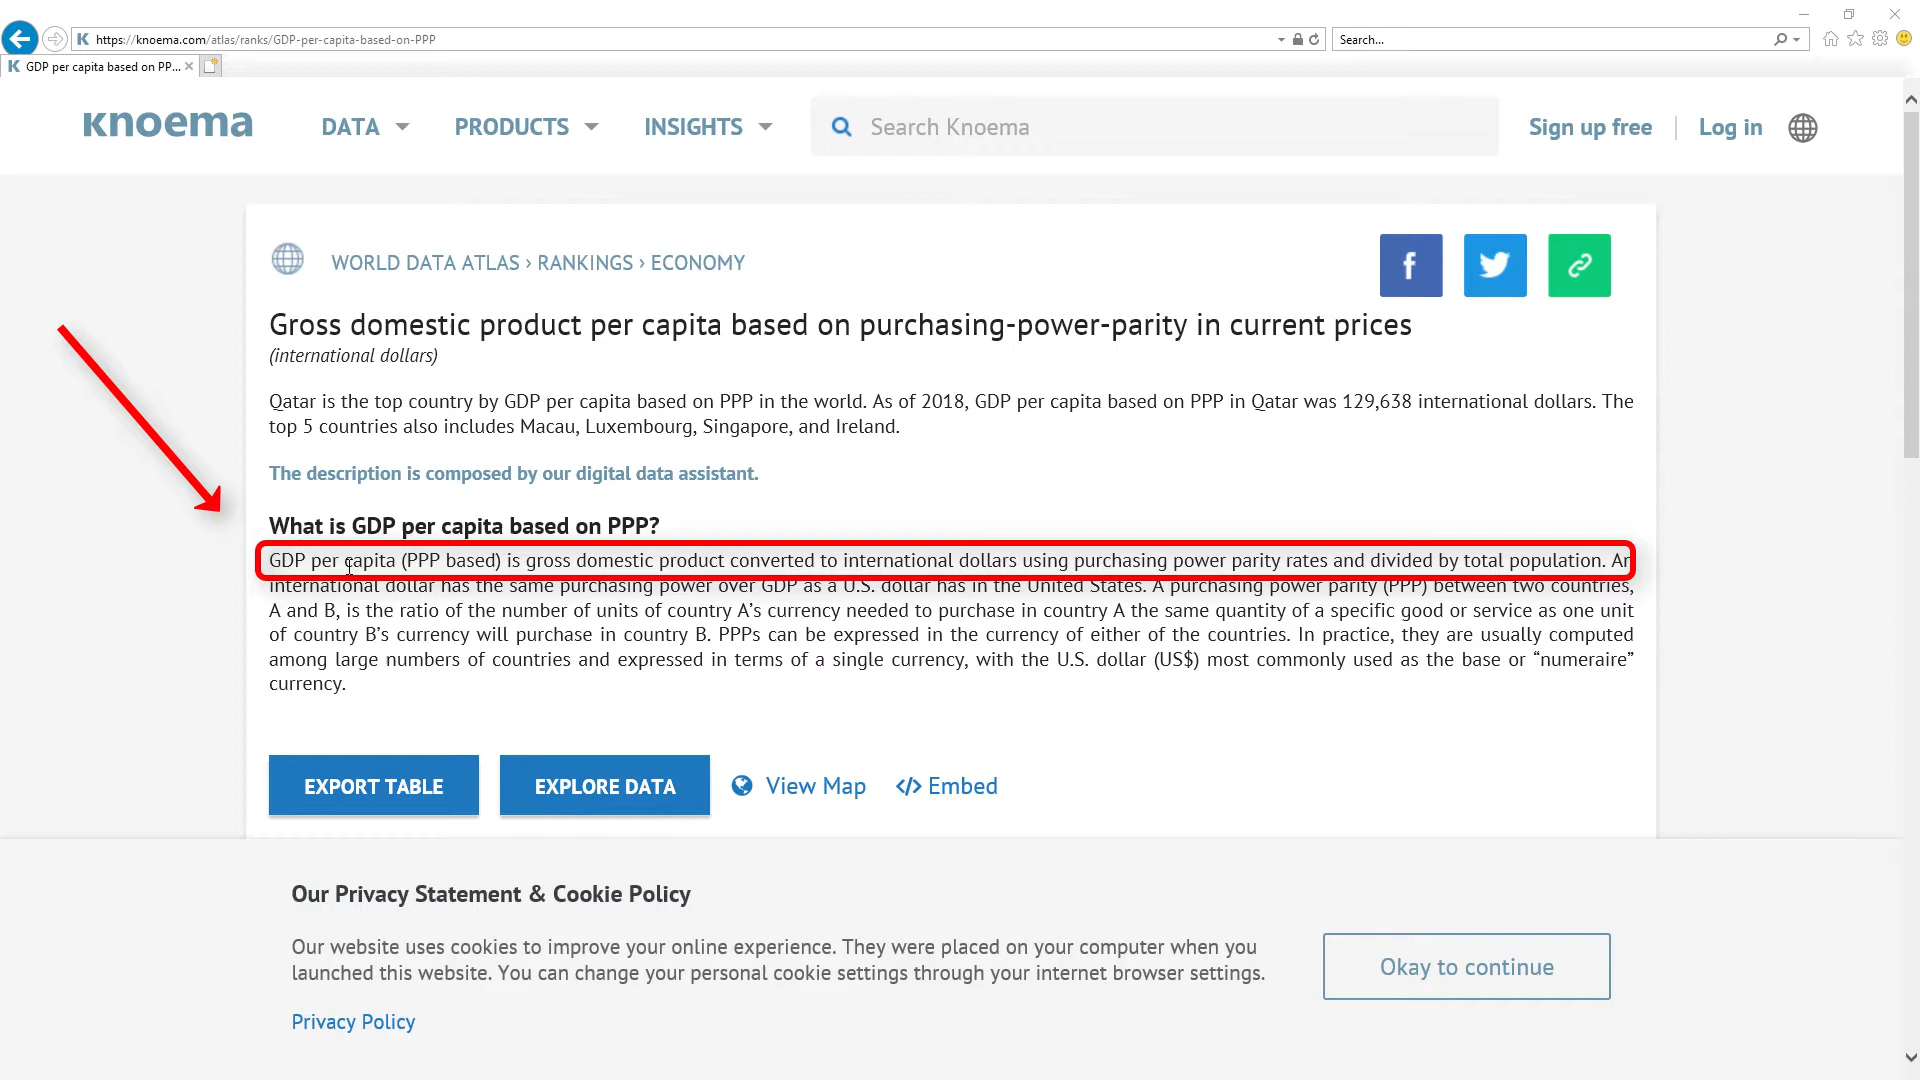 https://knoema.com/atlas/ranks/GDP-per-capita-based-on-PPP
Search...
GDP per capita based on PP...
knoema
DATA
PRODUCTS
INSIGHTS
Search Knoema
Sign up free
Log in
WORLD DATA ATLAS › RANKINGS › ECONOMY
Gross domestic product per capita based on purchasing-power-parity in current prices
(international dollars)
Qatar is the top country by GDP per capita based on PPP in the world. As of 2018, GDP per capita based on PPP in Qatar was 129,638 international dollars. The
top 5 countries also includes Macau, Luxembourg, Singapore, and Ireland.
The description is composed by our digital data assistant.
What is GDP per capita based on PPP?
GDP per capita (PPP based) is gross domestic product converted to international dollars using purchasing power parity rates and divided by total population. An
international dollar has the same purchasing power over GDP as a U.S. dollar has in the United States. A purchasing power parity (PPP) between two countries,
A and B, is the ratio of the number of units of country A’s currency needed to purchase in country A the same quantity of a specific good or service as one unit
of country B’s currency will purchase in country B. PPPs can be expressed in the currency of either of the countries. In practice, they are usually computed
among large numbers of countries and expressed in terms of a single currency, with the U.S. dollar (US$) most commonly used as the base or “numeraire”
currency.
EXPORT TABLE
EXPLORE DATA
View Map
</> Embed
Our Privacy Statement & Cookie Policy
Our website uses cookies to improve your online experience. They were placed on your computer when you
launched this website. You can change your personal cookie settings through your internet browser settings.
Okay to continue
Privacy Policy